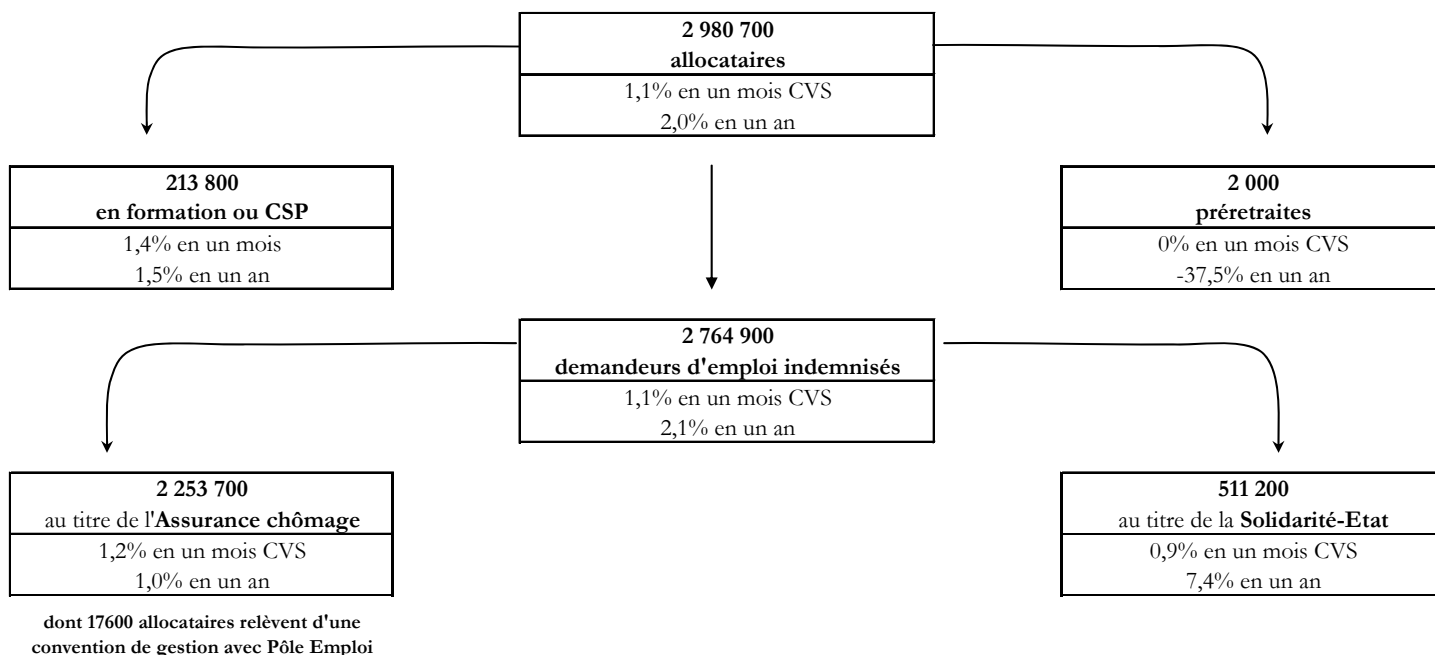 2 980 700
allocataires
1,1% en un mois CVS
2,0% en un an
213 800
en formation ou CSP
1,4% en un mois
1,5% en un an
2 000
préretraites
0% en un mois CVS
-37,5% en un an
2 764 900
demandeurs d'emploi indemnisés
1,1% en un mois CVS
2,1% en un an
2 253 700
au titre de l'Assurance chômage
1,2% en un mois CVS
1,0% en un an
511 200
au titre de la Solidarité-Etat
0,9% en un mois CVS
7,4% en un an
dont 17600 allocataires relèvent d'une
convention de gestion avec Pôle Emploi